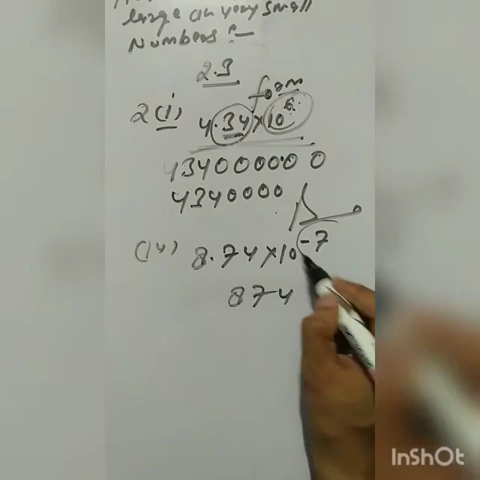 large or very small
Numbers :-
2.3
form
2(i) 4.34×10⁶
434000000 0
4340000
(iv) 8.74×10⁻⁷
874
InShOt